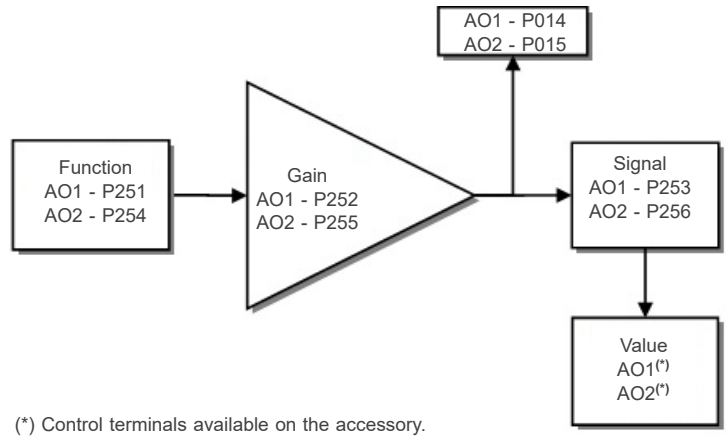 AO1 - P014
AO2 - P015
Function
AO1 - P251
AO2 - P254
Gain
AO1 - P252
AO2 - P255
Signal
AO1 - P253
AO2 - P256
Value
AO1(*)
AO2(*)
(*) Control terminals available on the accessory.